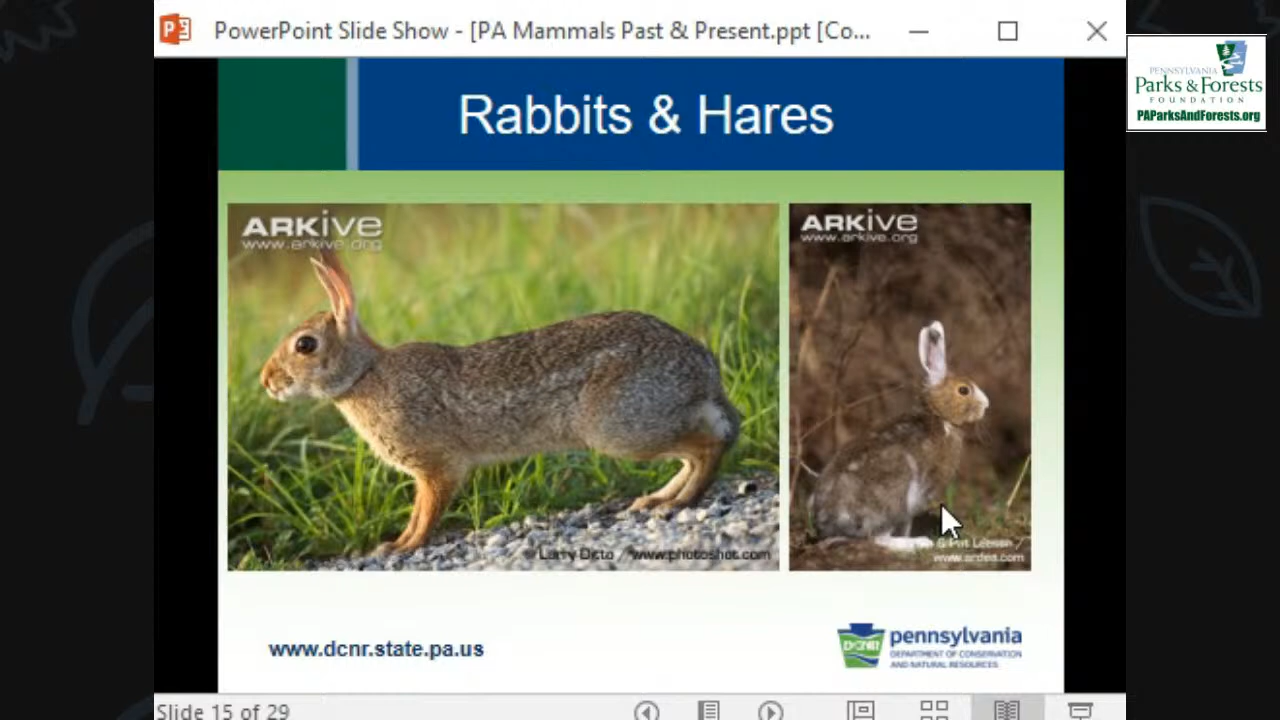 PowerPoint Slide Show - [PA Mammals Past & Present.ppt [Co...
PENNSYLVANIA
Parks & Forests
FOUNDATION
PAParksAndForests.org
Rabbits & Hares
ARKive
www.arkive.org
ARKive
www.arkive.org
Larry Ditto / www.photoshot.com
www.ardea.com
www.dcnr.state.pa.us
DCNR
pennsylvania
DEPARTMENT OF CONSERVATION
AND NATURAL RESOURCES
Slide 15 of 29